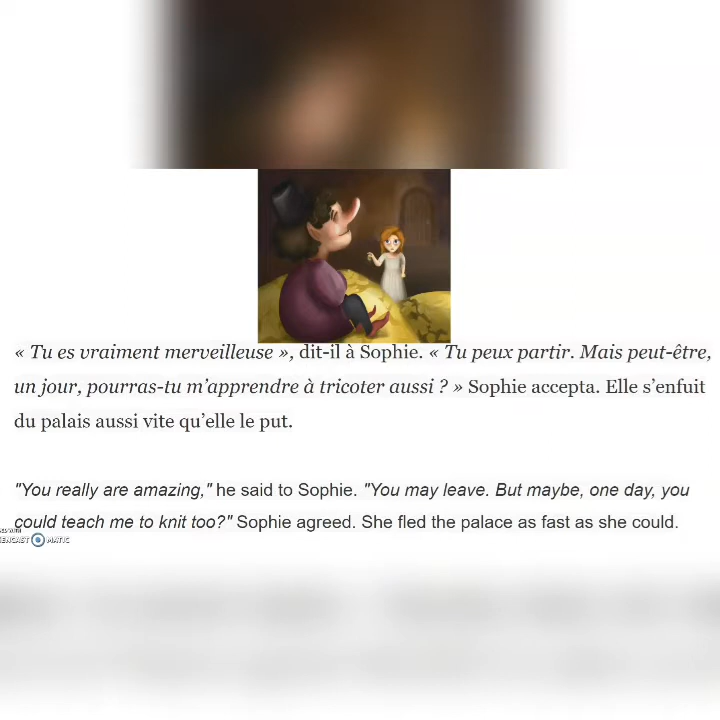 « Tu es vraiment merveilleuse », dit-il à Sophie. « Tu peux partir. Mais peut-être,
un jour, pourras-tu m’apprendre à tricoter aussi ? » Sophie accepta. Elle s’enfuit
du palais aussi vite qu’elle le put.
"You really are amazing," he said to Sophie. "You may leave. But maybe, one day, you
could teach me to knit too?" Sophie agreed. She fled the palace as fast as she could.
MATIC